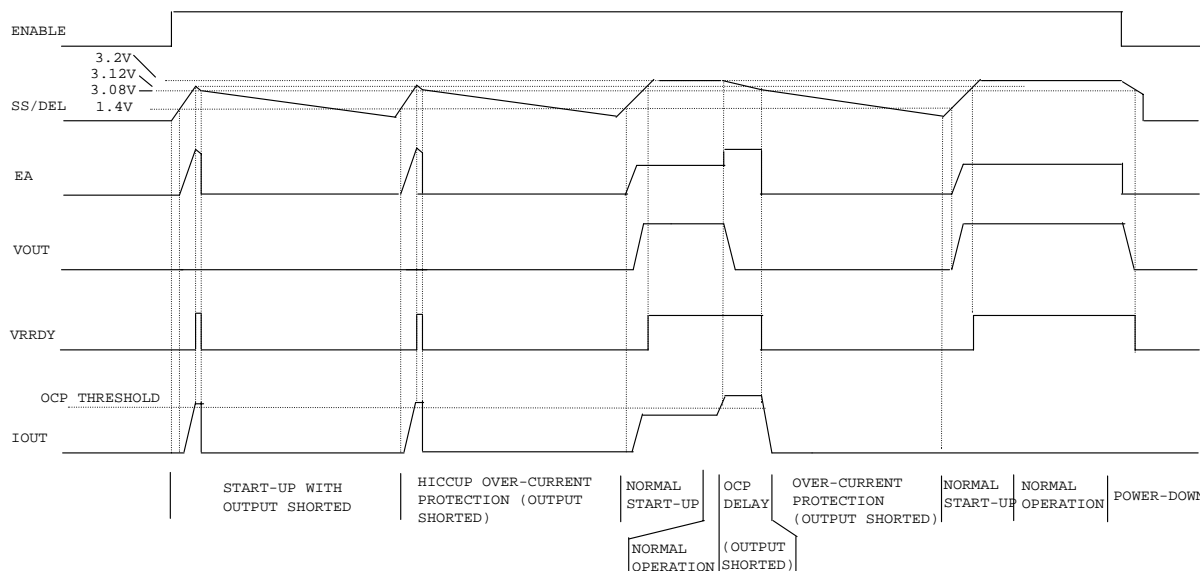 ENABLE
3.2V
3.12V
3.08V
SS/DEL
1.4V
EA
VOUT
VRRDY
OCP THRESHOLD
IOUT
START-UP WITH
OUTPUT SHORTED
HICCUP OVER-CURRENT
PROTECTION (OUTPUT
SHORTED)
NORMAL
START-UP
NORMAL
OPERATION
OCP
DELAY
(OUTPUT
SHORTED)
OVER-CURRENT
PROTECTION
(OUTPUT SHORTED)
NORMAL
START-UP
NORMAL
OPERATION
POWER-DOWN